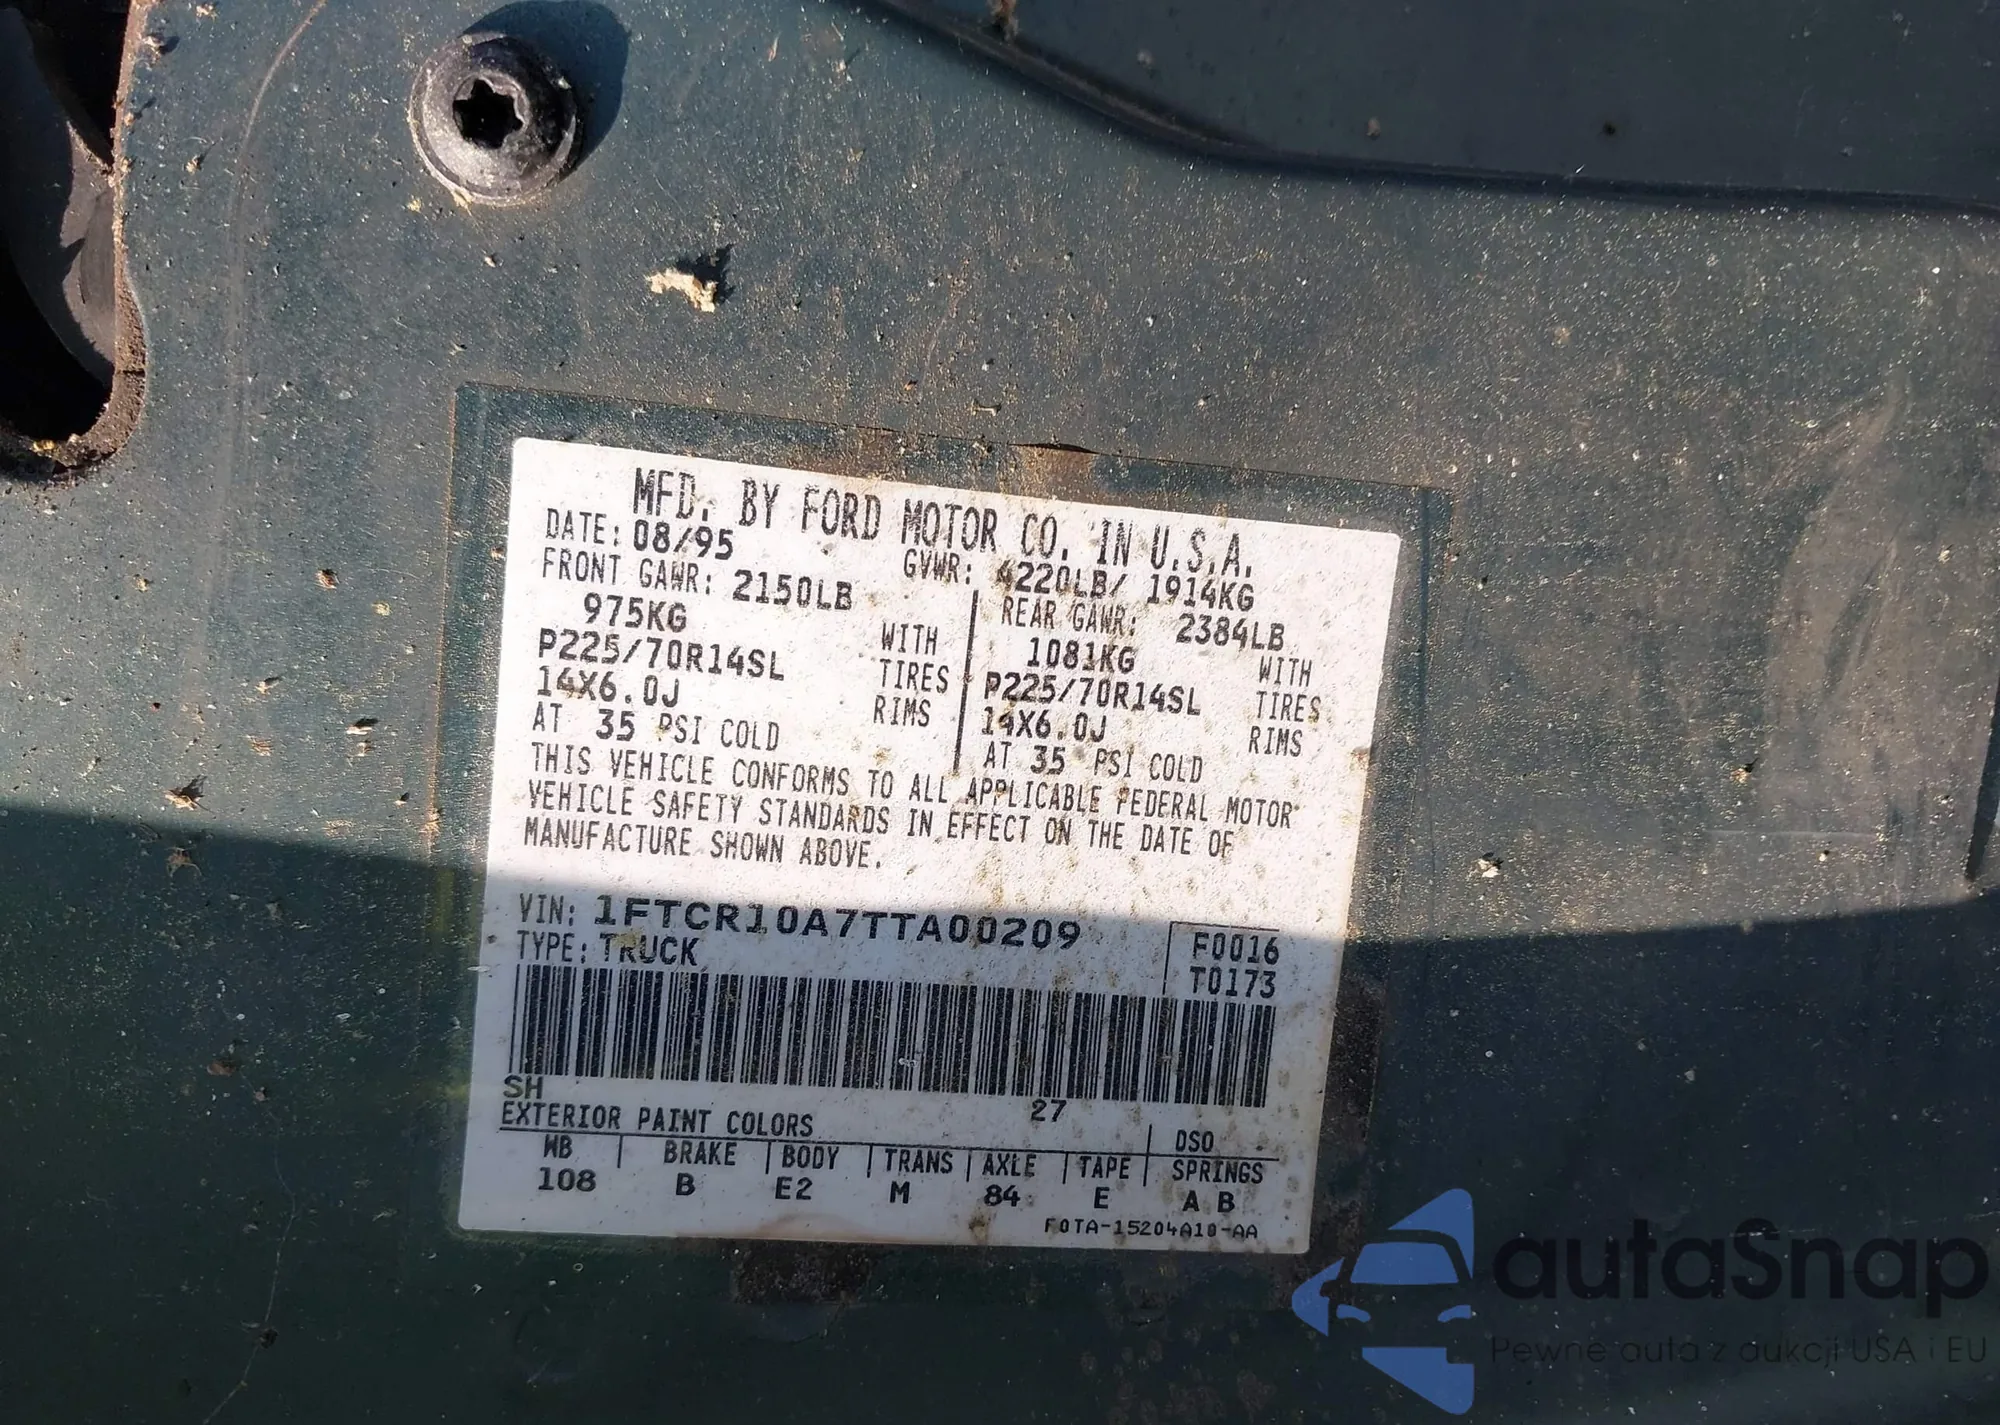 MFD. BY FORD MOTOR CO. IN U.S.A.
DATE: 08/95 GVWR: 4220LB/ 1914KG
FRONT GAWR: 2150LB REAR GAWR: 2384LB
975KG WITH 1081KG WITH
P225/70R14SL TIRES P225/70R14SL TIRES
14X6.0J RIMS 14X6.0J RIMS
AT 35 PSI COLD AT 35 PSI COLD
THIS VEHICLE CONFORMS TO ALL APPLICABLE FEDERAL MOTOR
VEHICLE SAFETY STANDARDS IN EFFECT ON THE DATE OF
MANUFACTURE SHOWN ABOVE.
VIN: 1FTCR10A7TTA00209 F0016
TYPE: TRUCK T0173
SH 27
EXTERIOR PAINT COLORS DSO
WB BRAKE BODY TRANS AXLE TAPE SPRINGS
108 B E2 M 84 E A B
F0TA-15204A10-AA
autaSnap
Pewne auta z aukcji USA i EU